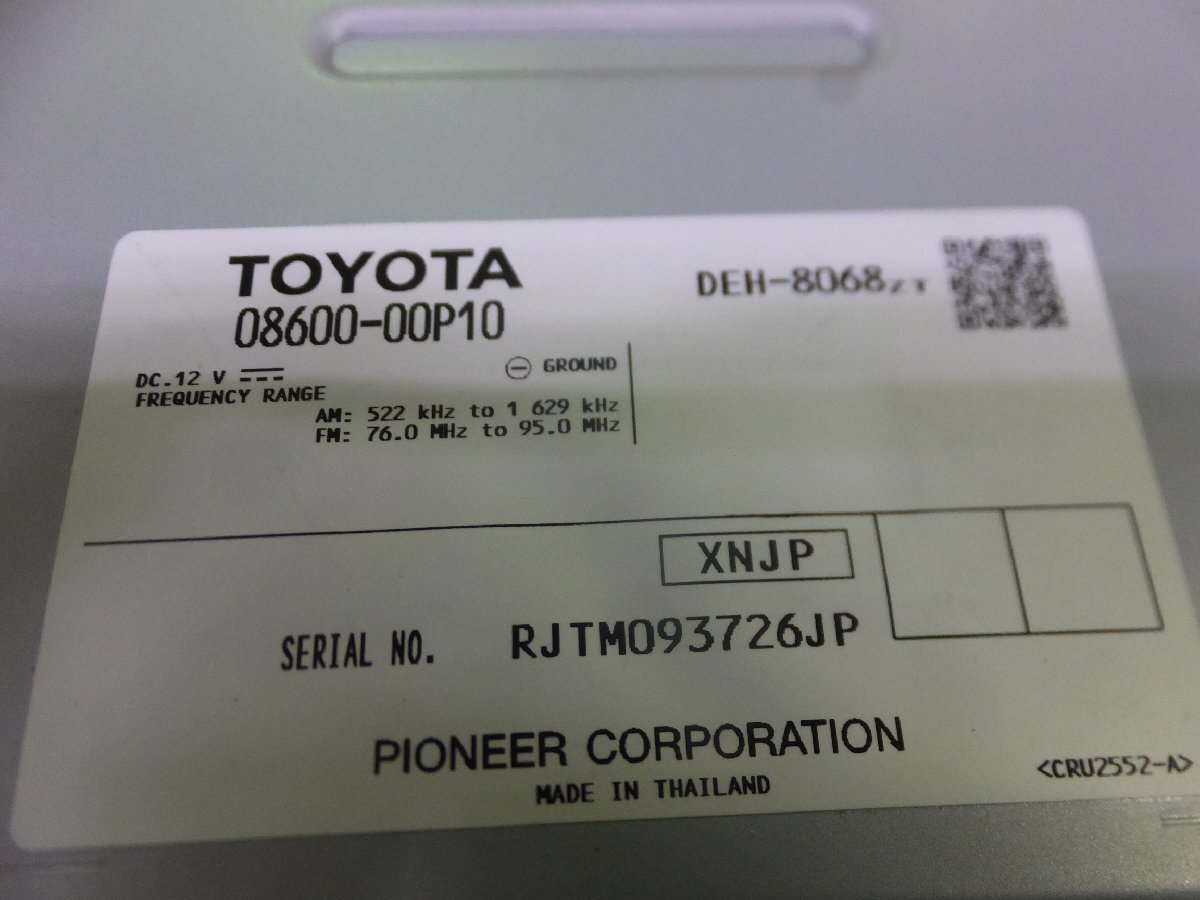 TOYOTA
08600-00P10
DEH-8068ZT
DC.12 V
GROUND
FREQUENCY RANGE
AM: 522 kHz to 1 629 kHz
FM: 76.0 MHz to 95.0 MHz
XNJP
SERIAL NO. RJTM093726JP
PIONEER CORPORATION
MADE IN THAILAND
<CRU2552-A>